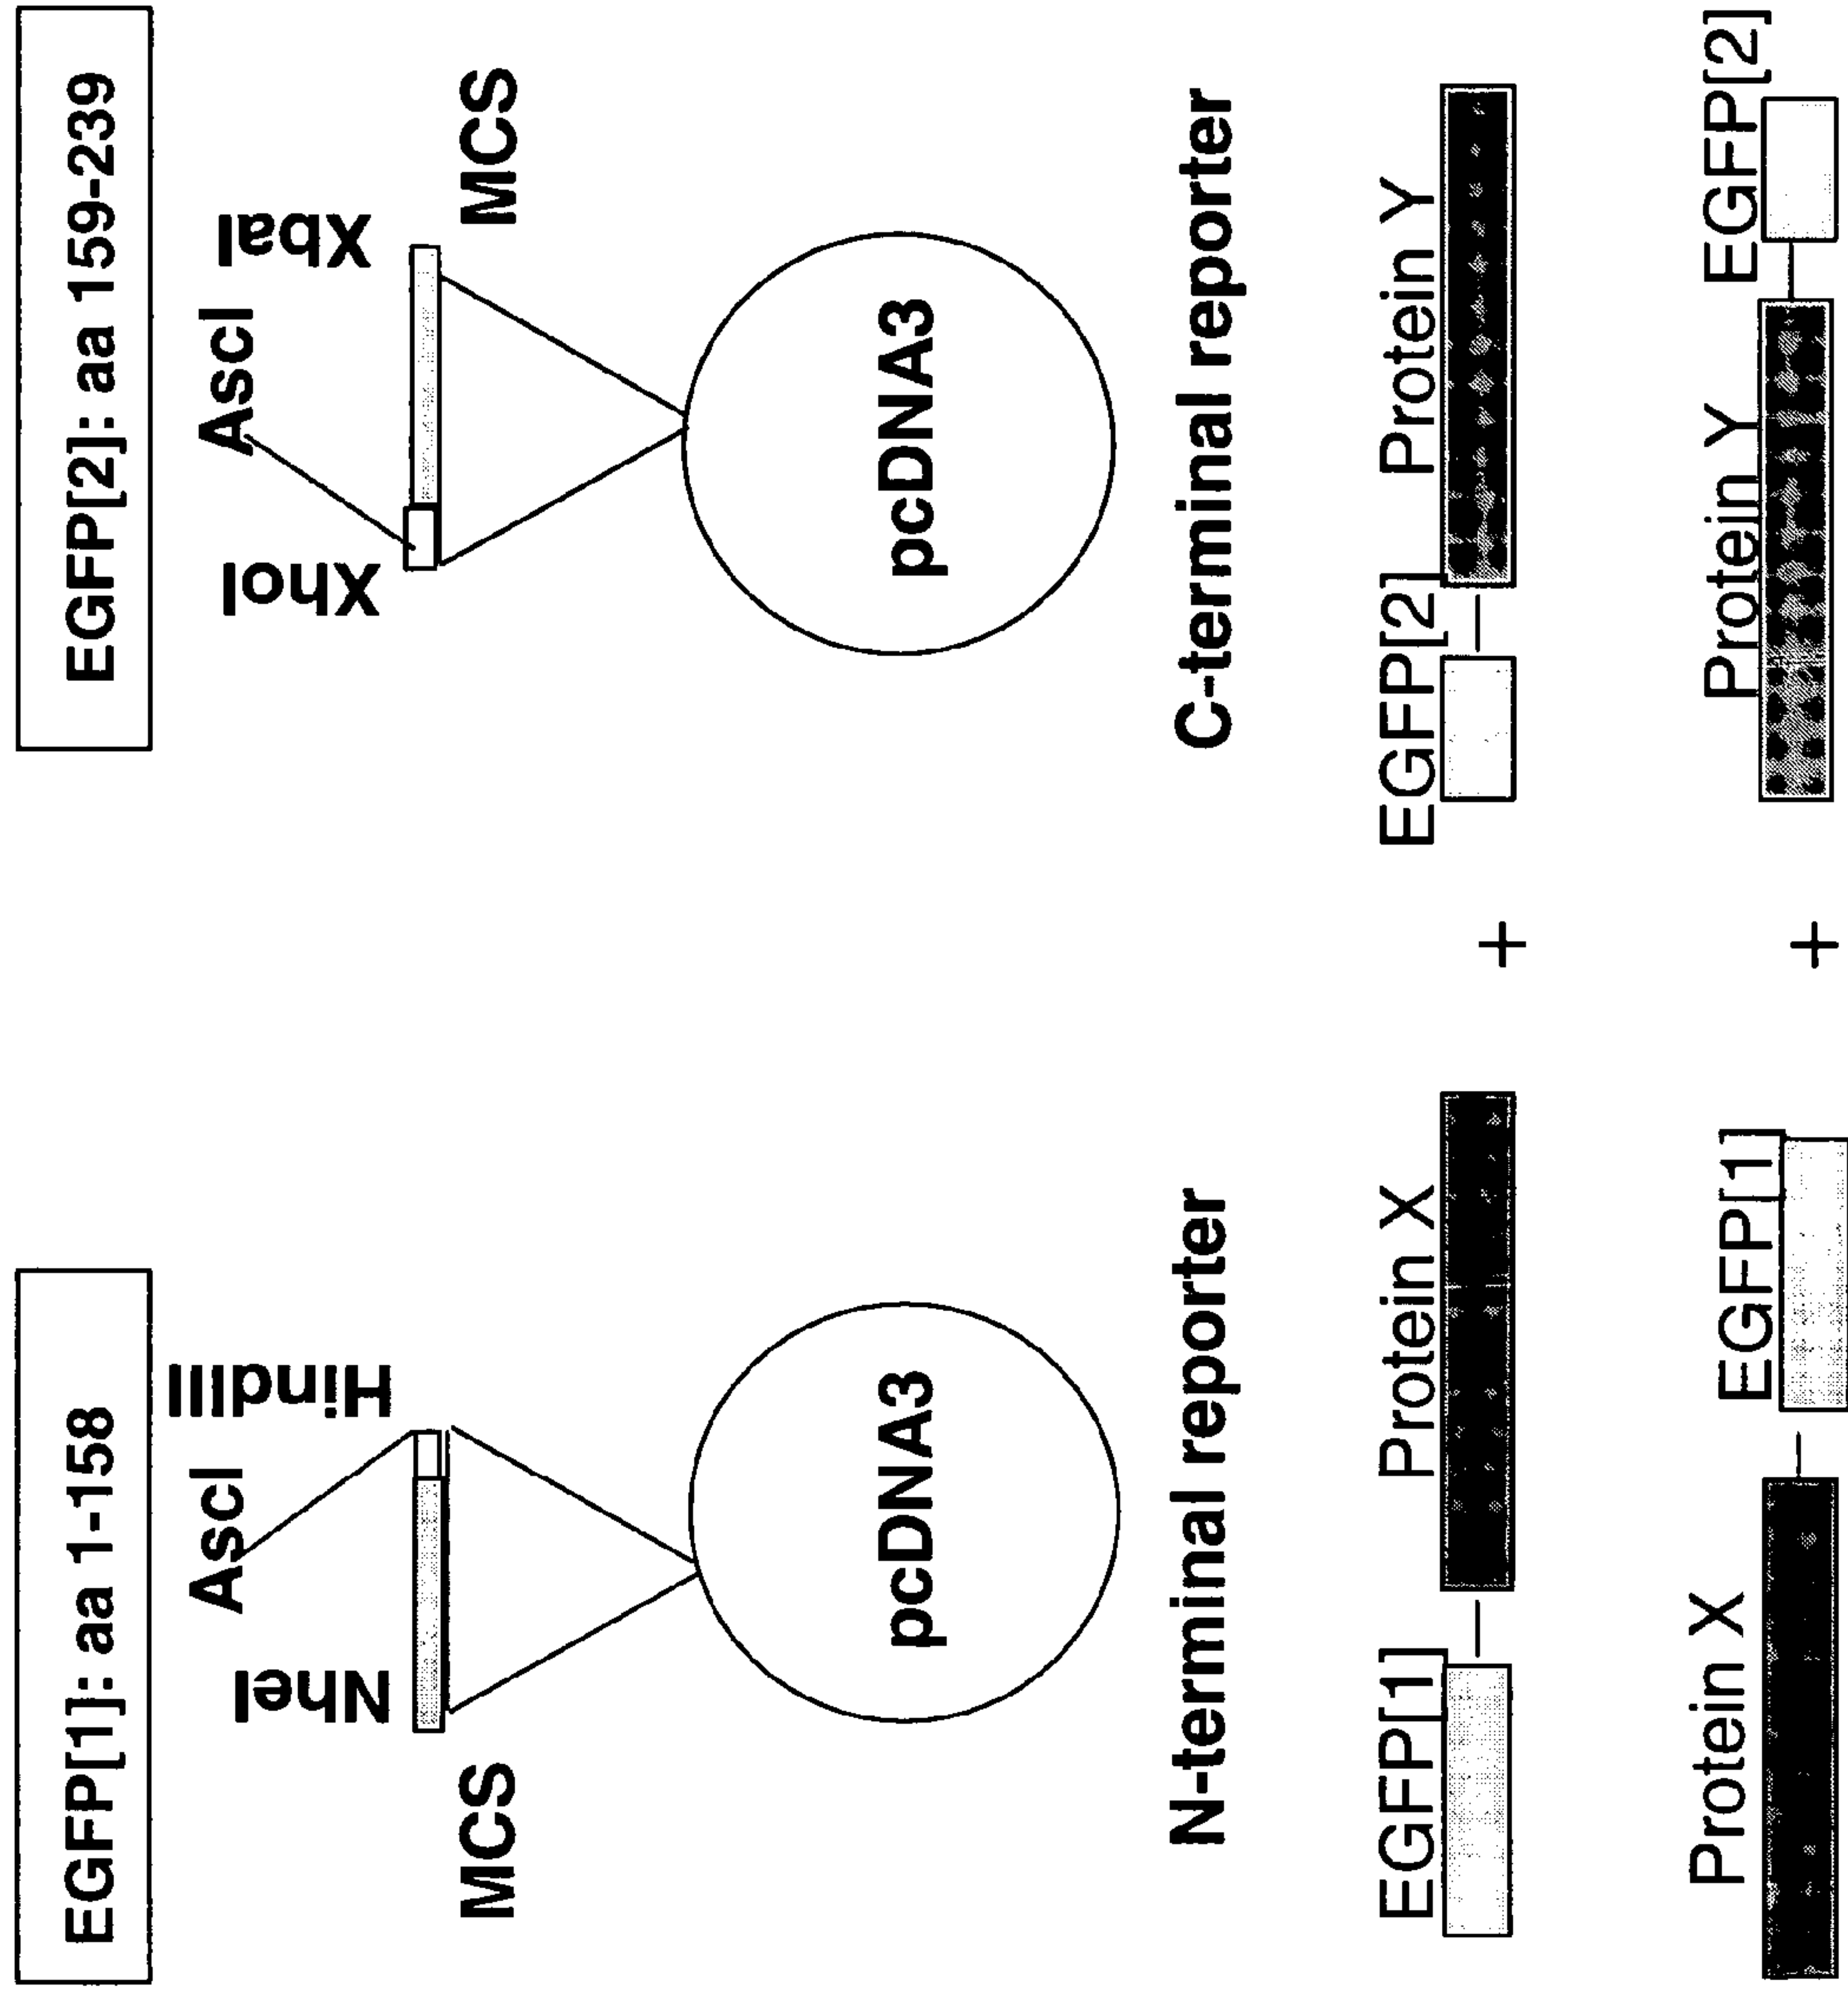 EGFP[1]: aa 1-158
AscI
NheI
HindIII
MCS
pcDNA3
N-terminal reporter
EGFP[1]
Protein X
Protein X
EGFP[1]
EGFP[2]: aa 159-239
AscI
XhoI
XbaI
MCS
pcDNA3
C-terminal reporter
+
EGFP[2]
Protein Y
+
Protein Y
EGFP[2]